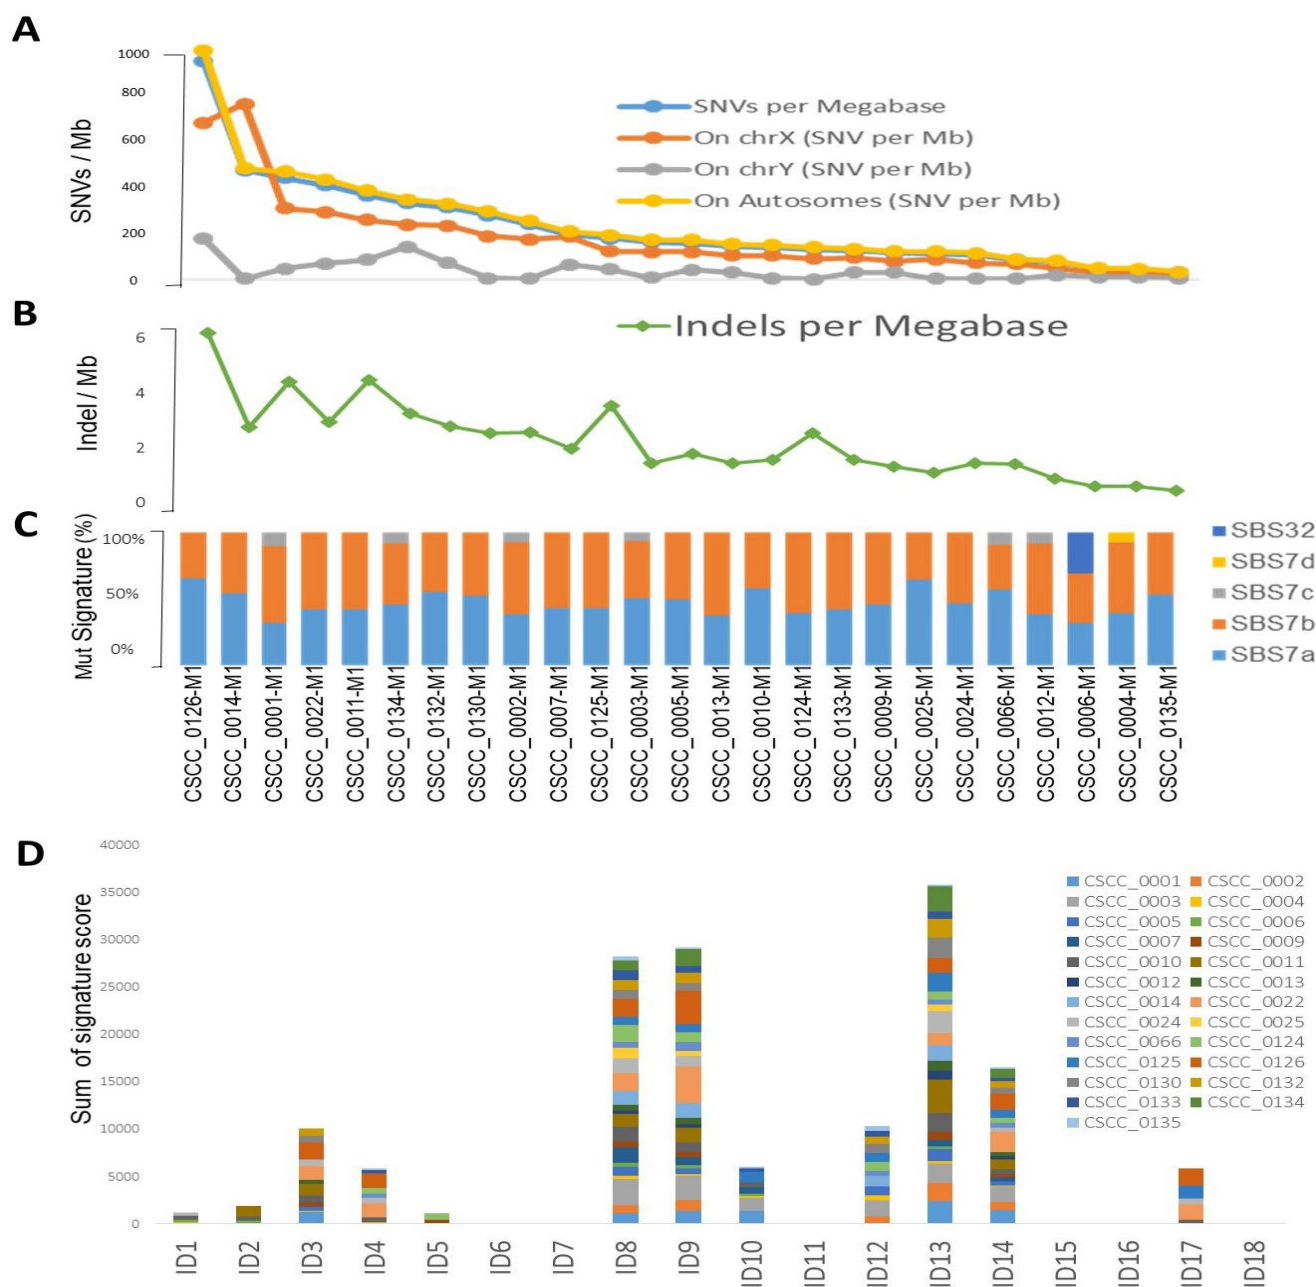 A
SNVs / Mb
1000
800
600
400
200
0
SNVs per Megabase
On chrX (SNV per Mb)
On chrY (SNV per Mb)
On Autosomes (SNV per Mb)
B
Indel / Mb
6
4
2
0
Indels per Megabase
C
Mut Signature (%)
100%
50%
0%
SBS32
SBS7d
SBS7c
SBS7b
SBS7a
CSCC_0126-M1
CSCC_0014-M1
CSCC_0001-M1
CSCC_0022-M1
CSCC_0011-M1
CSCC_0134-M1
CSCC_0132-M1
CSCC_0130-M1
CSCC_0002-M1
CSCC_0007-M1
CSCC_0125-M1
CSCC_0003-M1
CSCC_0005-M1
CSCC_0013-M1
CSCC_0010-M1
CSCC_0124-M1
CSCC_0133-M1
CSCC_0009-M1
CSCC_0025-M1
CSCC_0024-M1
CSCC_0066-M1
CSCC_0012-M1
CSCC_0006-M1
CSCC_0004-M1
CSCC_0135-M1
D
Sum of signature score
40000
35000
30000
25000
20000
15000
10000
5000
0
CSCC_0001 CSCC_0002
CSCC_0003 CSCC_0004
CSCC_0005 CSCC_0006
CSCC_0007 CSCC_0009
CSCC_0010 CSCC_0011
CSCC_0012 CSCC_0013
CSCC_0014 CSCC_0022
CSCC_0024 CSCC_0025
CSCC_0066 CSCC_0124
CSCC_0125 CSCC_0126
CSCC_0130 CSCC_0132
CSCC_0133 CSCC_0134
CSCC_0135
ID1
ID2
ID3
ID4
ID5
ID6
ID7
ID8
ID9
ID10
ID11
ID12
ID13
ID14
ID15
ID16
ID17
ID18